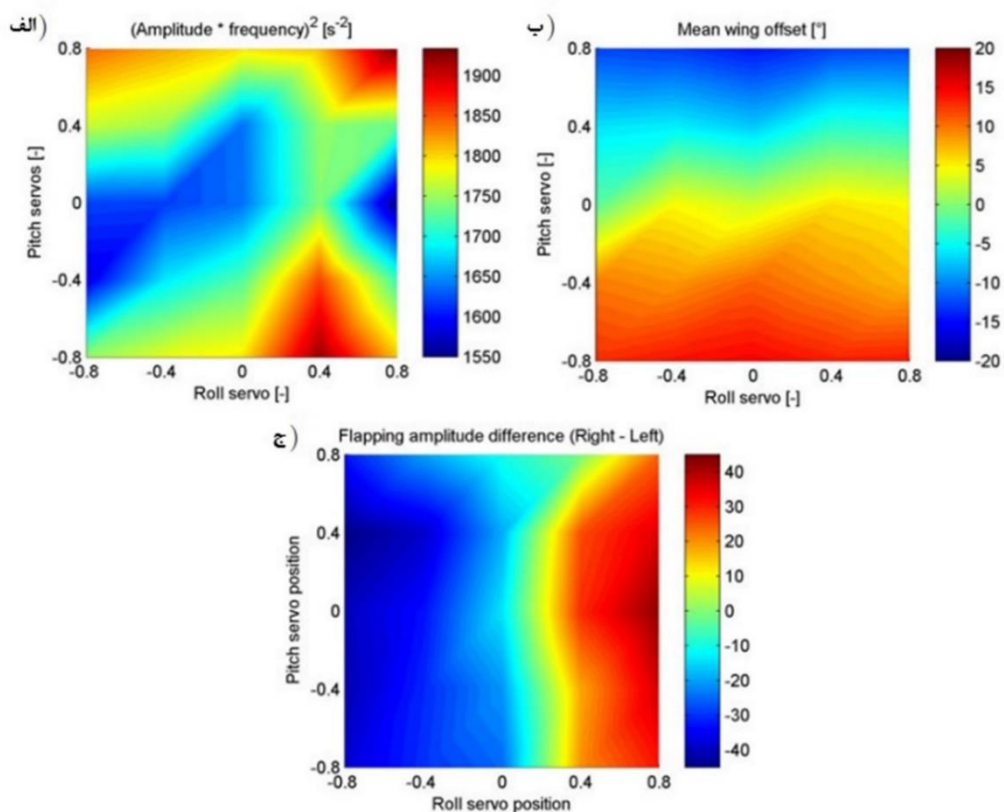 الف)
(Amplitude * frequency)² [s⁻²]
0.8
0.4
0
-0.4
-0.8
Pitch servos [-]
-0.8 -0.4 0 0.4 0.8
Roll servo [-]
1900
1850
1800
1750
1700
1650
1600
1550
ب)
Mean wing offset [°]
0.8
0.4
0
-0.4
-0.8
Pitch servo [-]
-0.8 -0.4 0 0.4 0.8
Roll servo [-]
20
15
10
5
0
-5
-10
-15
-20
ج)
Flapping amplitude difference (Right - Left)
0.8
0.4
0
-0.4
-0.8
Pitch servo position
-0.8 -0.4 0 0.4 0.8
Roll servo position
40
30
20
10
0
-10
-20
-30
-40